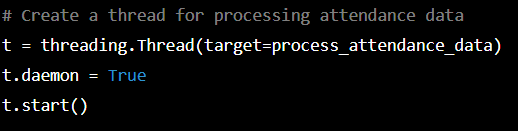 # Create a thread for processing attendance data
t = threading.Thread(target=process_attendance_data)
t.daemon = True
t.start()